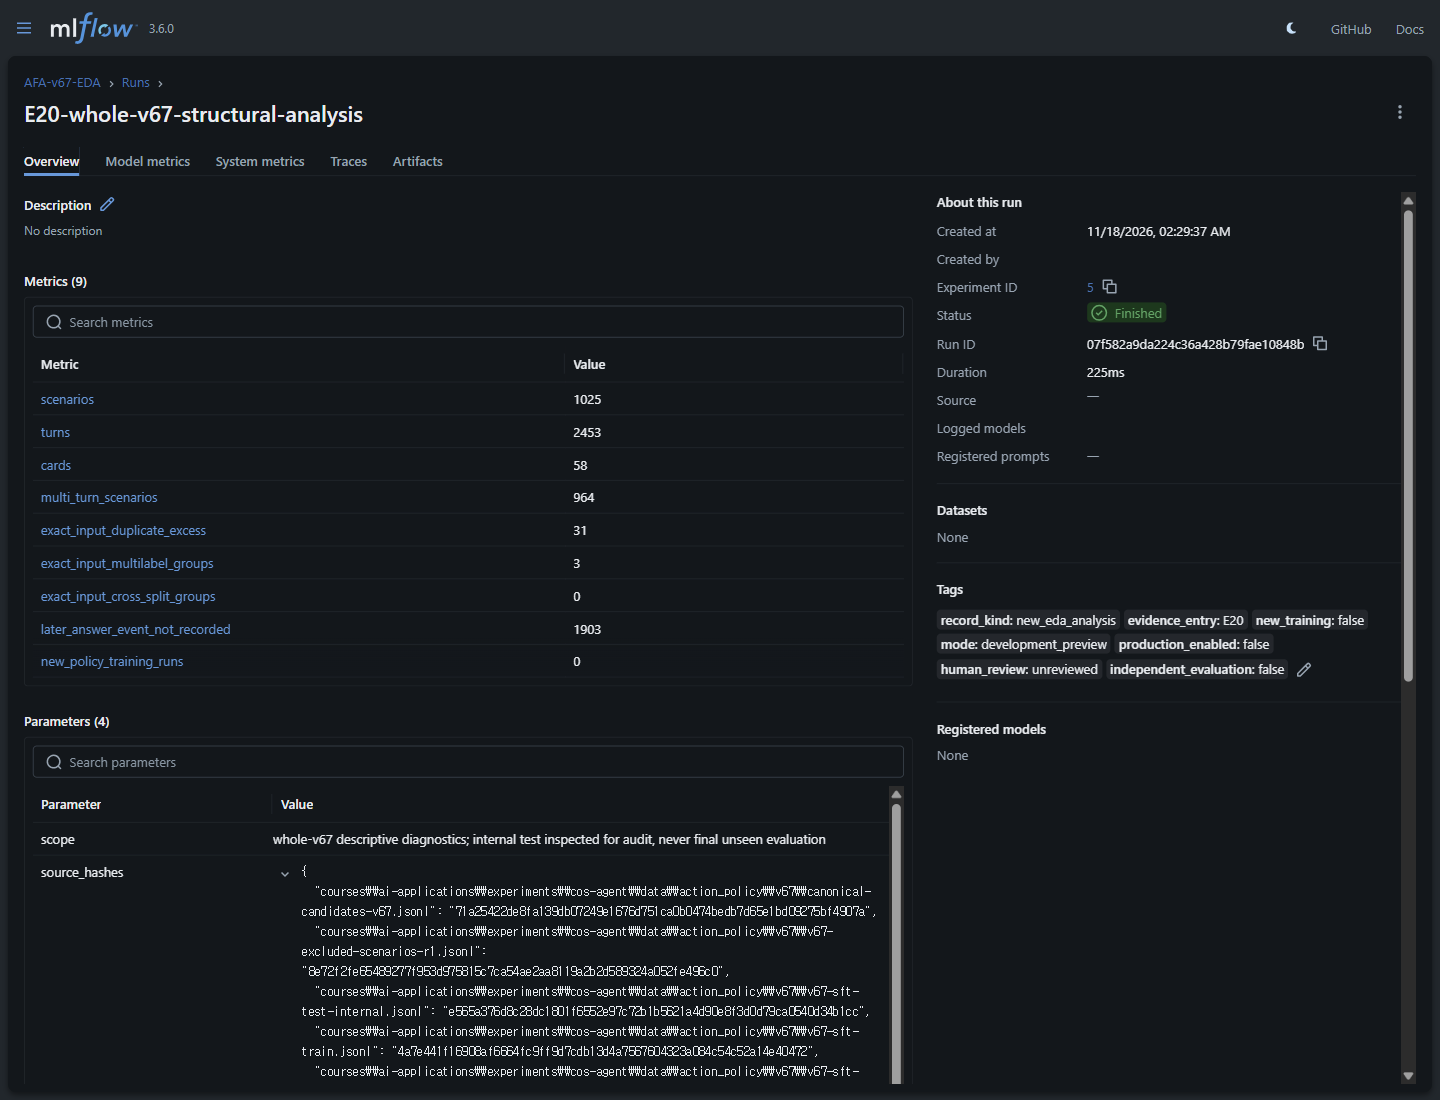 mlflow 3.6.0
GitHub
Docs
AFA-v67-EDA > Runs >
E20-whole-v67-structural-analysis
Overview
Model metrics
System metrics
Traces
Artifacts
Description
No description
Metrics (9)
Search metrics
Metric Value
scenarios 1025
turns 2453
cards 58
multi_turn_scenarios 964
exact_input_duplicate_excess 31
exact_input_multilabel_groups 3
exact_input_cross_split_groups 0
later_answer_event_not_recorded 1903
new_policy_training_runs 0
Parameters (4)
Search parameters
Parameter Value
scope whole-v67 descriptive diagnostics; internal test inspected for audit, never final unseen evaluation
source_hashes {
"courses₩₩ai-applications₩₩experiments₩₩cos-agent₩₩data₩₩action_policy₩₩v67₩₩canonical-
candidates-v67.jsonl": "71a25422de8fa139db07249e1676d751ca0b0474bedb7d65e1bd09275bf4907a",
"courses₩₩ai-applications₩₩experiments₩₩cos-agent₩₩data₩₩action_policy₩₩v67₩₩v67-
excluded-scenarios-r1.jsonl":
"8e72f2fe65489277f953d975815c7ca54ae2aa8119a2b2d589324a052fe496c0",
"courses₩₩ai-applications₩₩experiments₩₩cos-agent₩₩data₩₩action_policy₩₩v67₩₩v67-sft-
test-internal.jsonl": "e565a376d8c28dc1801f6552e97c72b1b5621a4d90e8f3d0d79ca0540d34b1cc",
"courses₩₩ai-applications₩₩experiments₩₩cos-agent₩₩data₩₩action_policy₩₩v67₩₩v67-sft-
train.jsonl": "4a7e441f16908af6664fc9ff9d7cdb13d4a7567604323a084c54c52a14e40472",
"courses₩₩ai-applications₩₩experiments₩₩cos-agent₩₩data₩₩action_policy₩₩v67₩₩v67-sft-
About this run
Created at 11/18/2026, 02:29:37 AM
Created by
Experiment ID 5
Status Finished
Run ID 07f582a9da224c36a428b79fae10848b
Duration 225ms
Source —
Logged models
Registered prompts —
Datasets
None
Tags
record_kind: new_eda_analysis evidence_entry: E20 new_training: false
mode: development_preview production_enabled: false
human_review: unreviewed independent_evaluation: false
Registered models
None